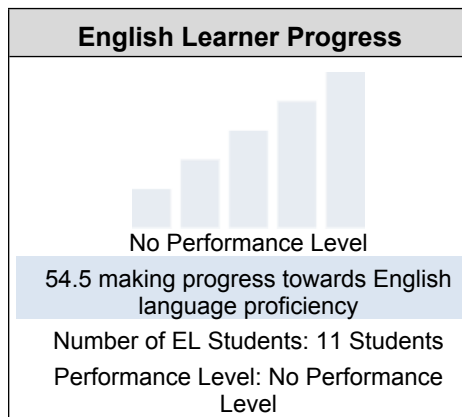 English Learner Progress
No Performance Level
54.5 making progress towards English
language proficiency
Number of EL Students: 11 Students
Performance Level: No Performance
Level